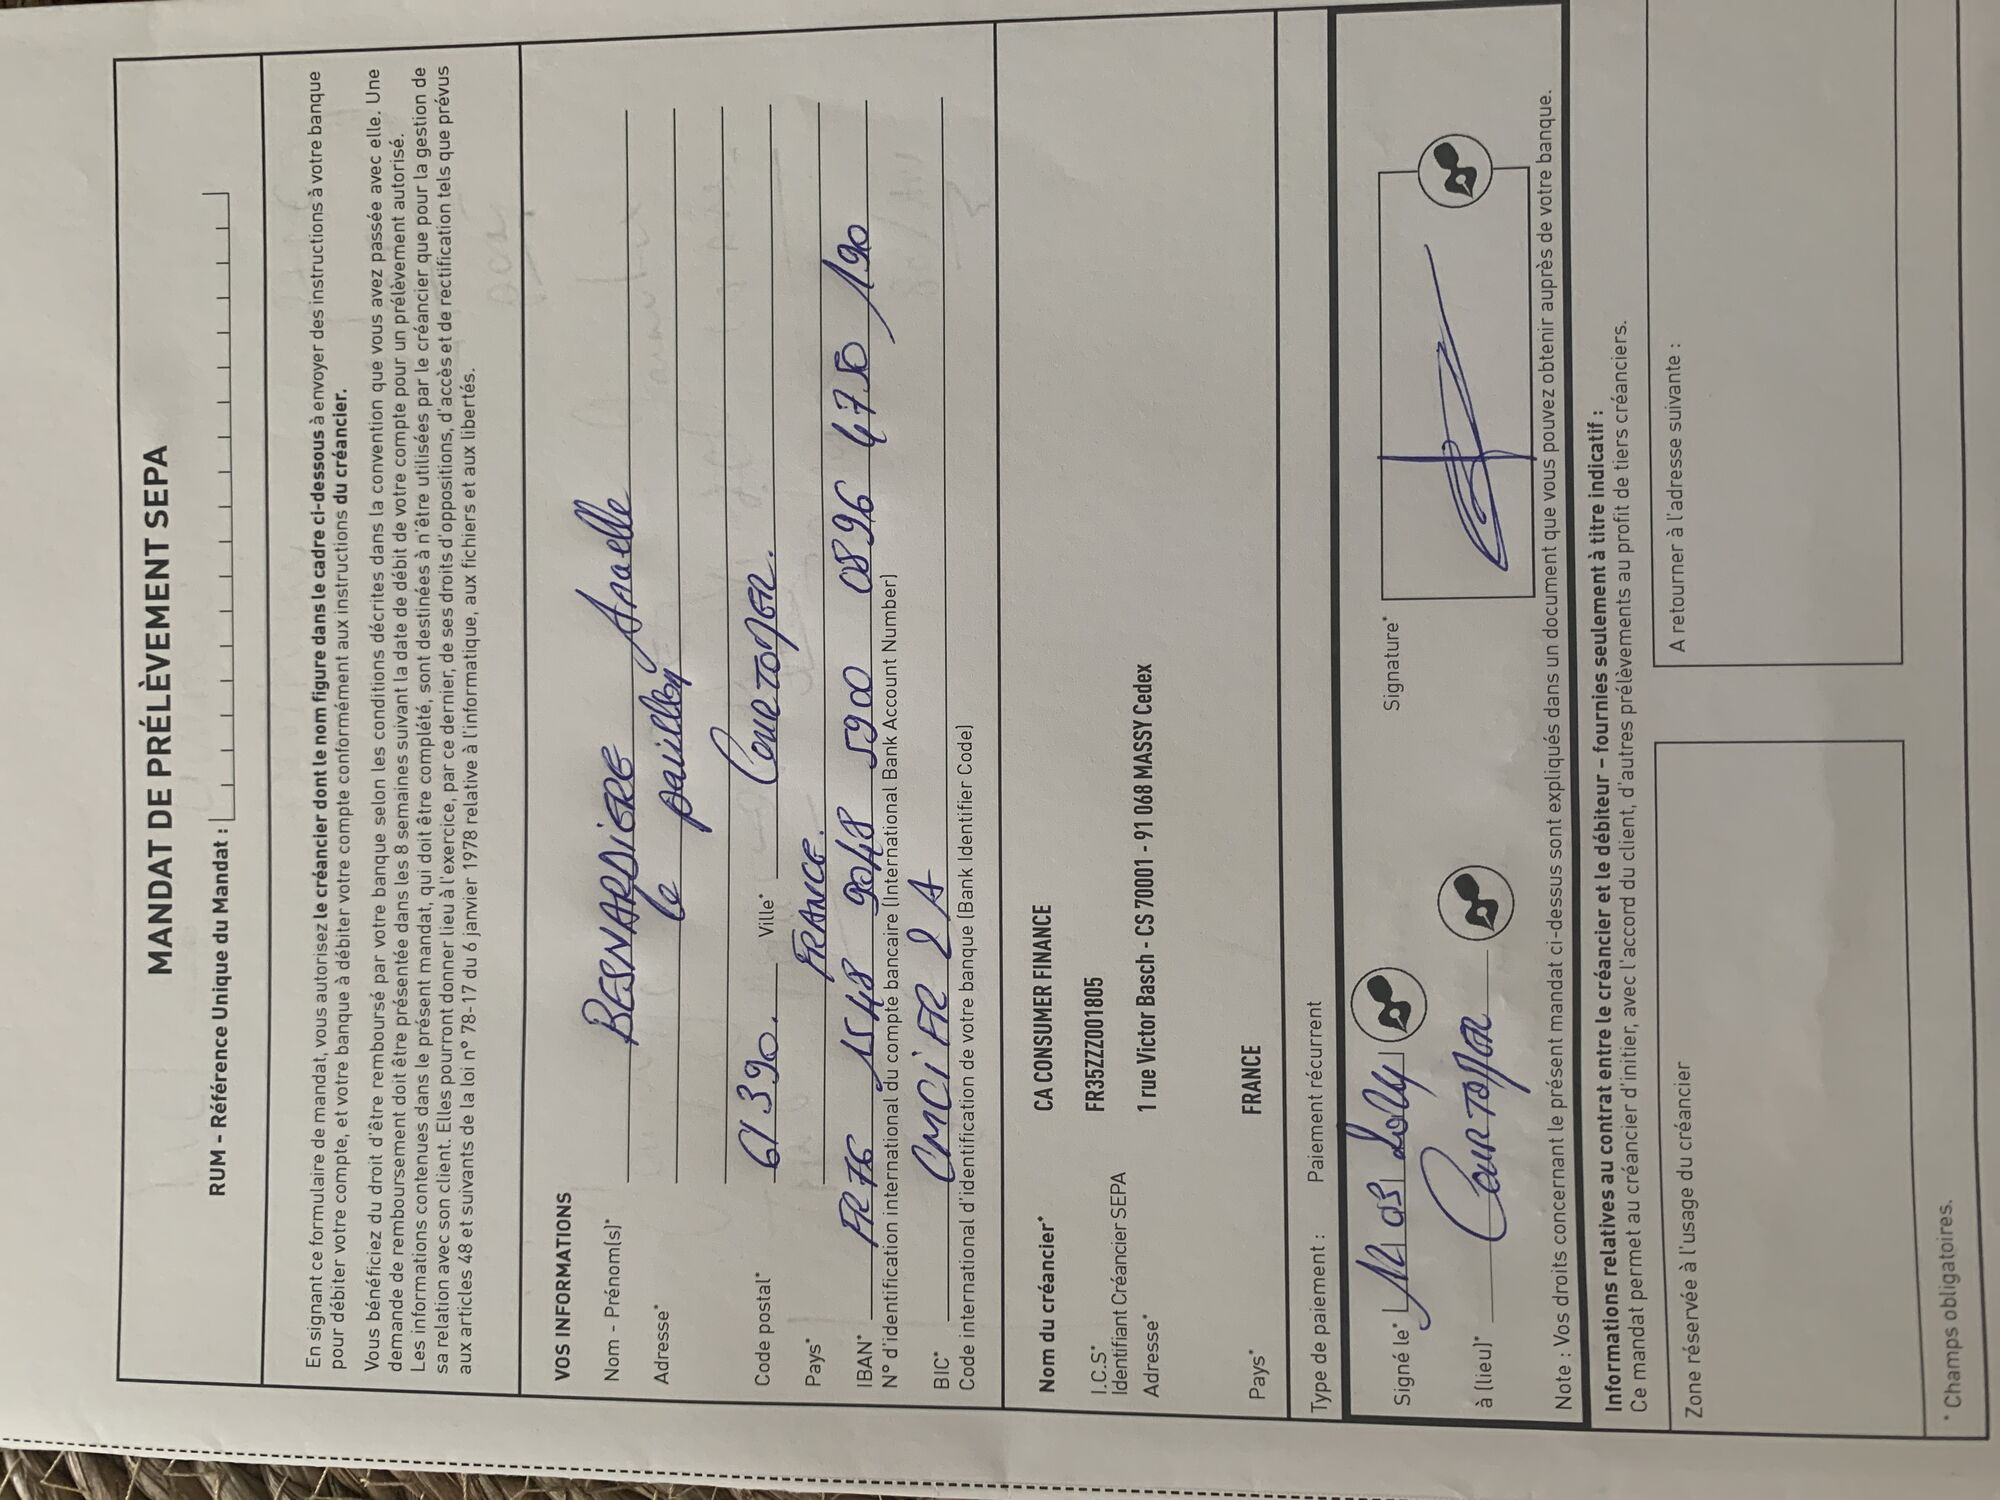 MANDAT DE PRÉLÈVEMENT SEPA
RUM - Référence Unique du Mandat :
En signant ce formulaire de mandat, vous autorisez le créancier dont le nom figure dans le cadre ci-dessous à envoyer des instructions à votre banque
pour débiter votre compte, et votre banque à débiter votre compte conformément aux instructions du créancier.
Vous bénéficiez du droit d'être remboursé par votre banque selon les conditions décrites dans la convention que vous avez passée avec elle. Une
demande de remboursement doit être présentée dans les 8 semaines suivant la date de débit de votre compte pour un prélèvement autorisé.
Les informations contenues dans le présent mandat, qui doit être complété, sont destinées à n'être utilisées par le créancier que pour la gestion de
sa relation avec son client. Elles pourront donner lieu à l'exercice, par ce dernier, de ses droits d'oppositions, d'accès et de rectification tels que prévus
aux articles 48 et suivants de la loi n° 78-17 du 6 janvier 1978 relative à l'informatique, aux fichiers et aux libertés.
VOS INFORMATIONS
Nom - Prénom(s)* BESNARDIERE Anaelle
Adresse* le
Code postal* 61390. Ville* COURTOMER.
Pays* FRANCE.
IBAN* FR76 1548 9048 5900 0896 4750 190
N° d'identification international du compte bancaire (International Bank Account Number)
BIC* CMCIFR2A
Code international d'identification de votre banque (Bank Identifier Code)
Nom du créancier* CA CONSUMER FINANCE
I.C.S* FR35ZZZ001805
Identifiant Créancier SEPA
Adresse* 1 rue Victor Basch - CS 70001 - 91 068 MASSY Cedex
Pays* FRANCE
Type de paiement : Paiement récurrent
Signé le* Signature*
à (lieu)* COURTOMER
Note : Vos droits concernant le présent mandat ci-dessus sont expliqués dans un document que vous pouvez obtenir auprès de votre banque.
Informations relatives au contrat entre le créancier et le débiteur – fournies seulement à titre indicatif :
Ce mandat permet au créancier d'initier, avec l'accord du client, d'autres prélèvements au profit de tiers créanciers.
Zone réservée à l'usage du créancier
A retourner à l'adresse suivante :
* Champs obligatoires.